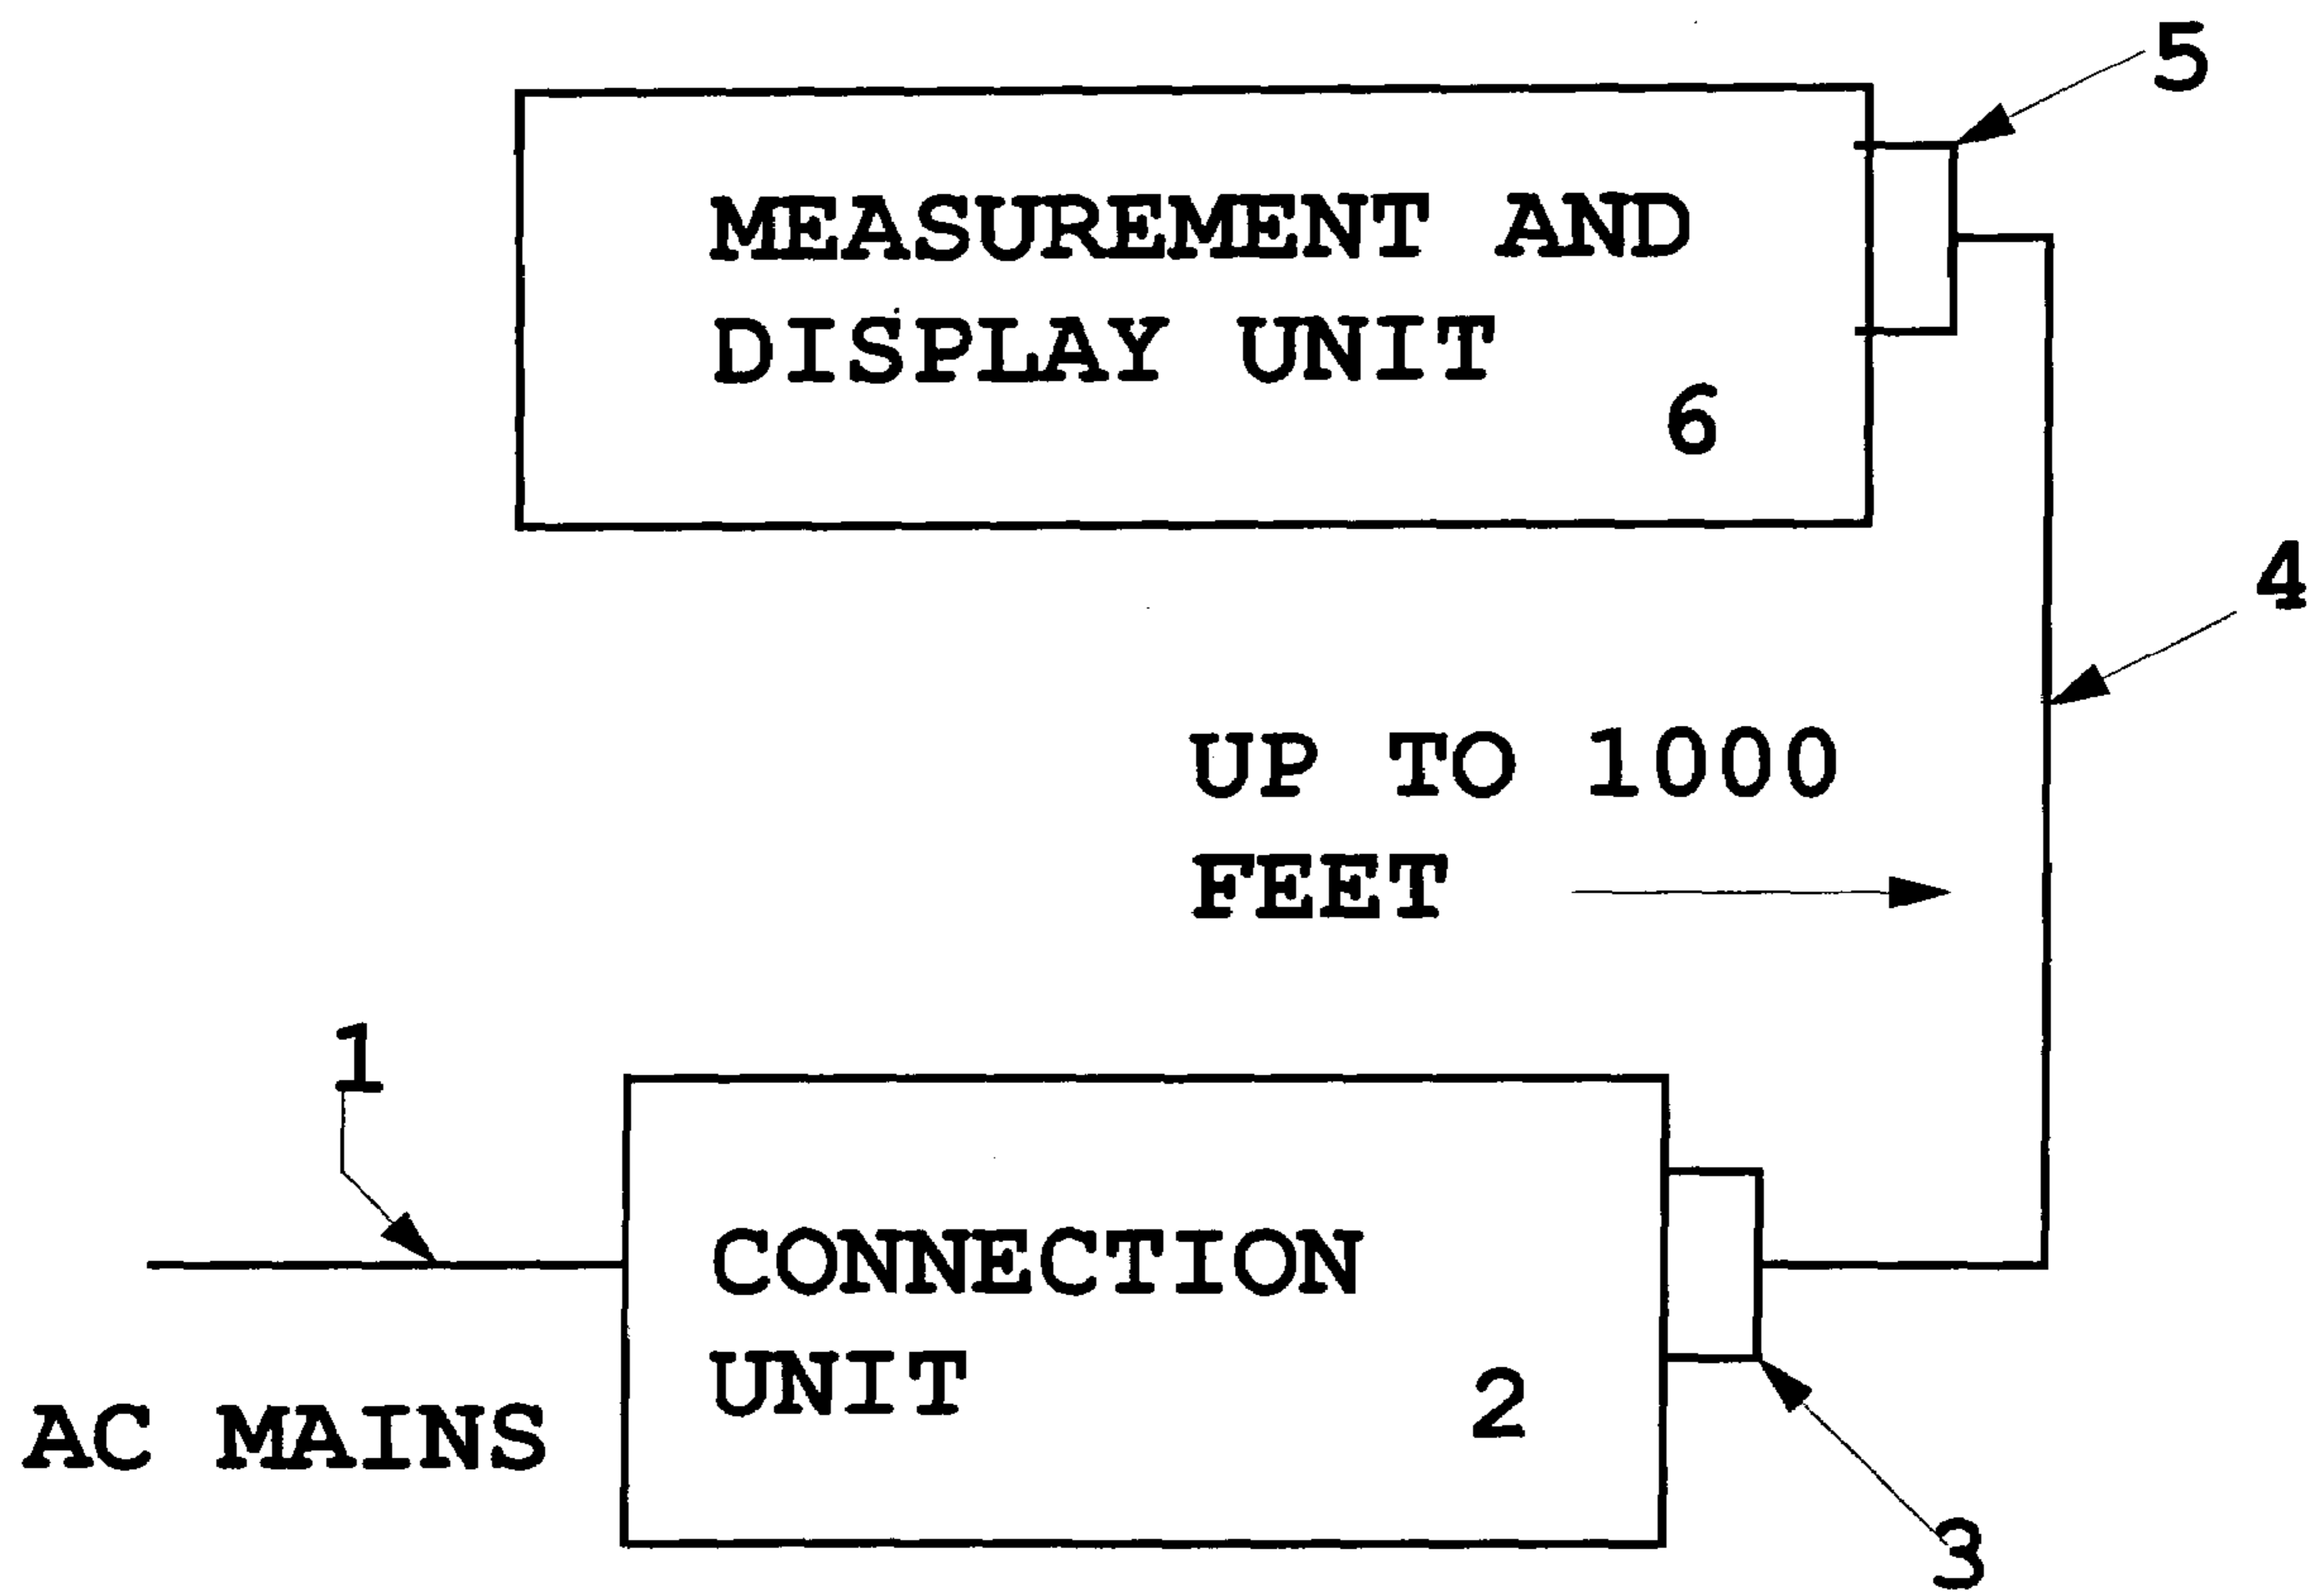 5
MEASUREMENT AND
DISPLAY UNIT
6
4
UP TO 1000
FEET
1
CONNECTION
UNIT
2
AC MAINS
3